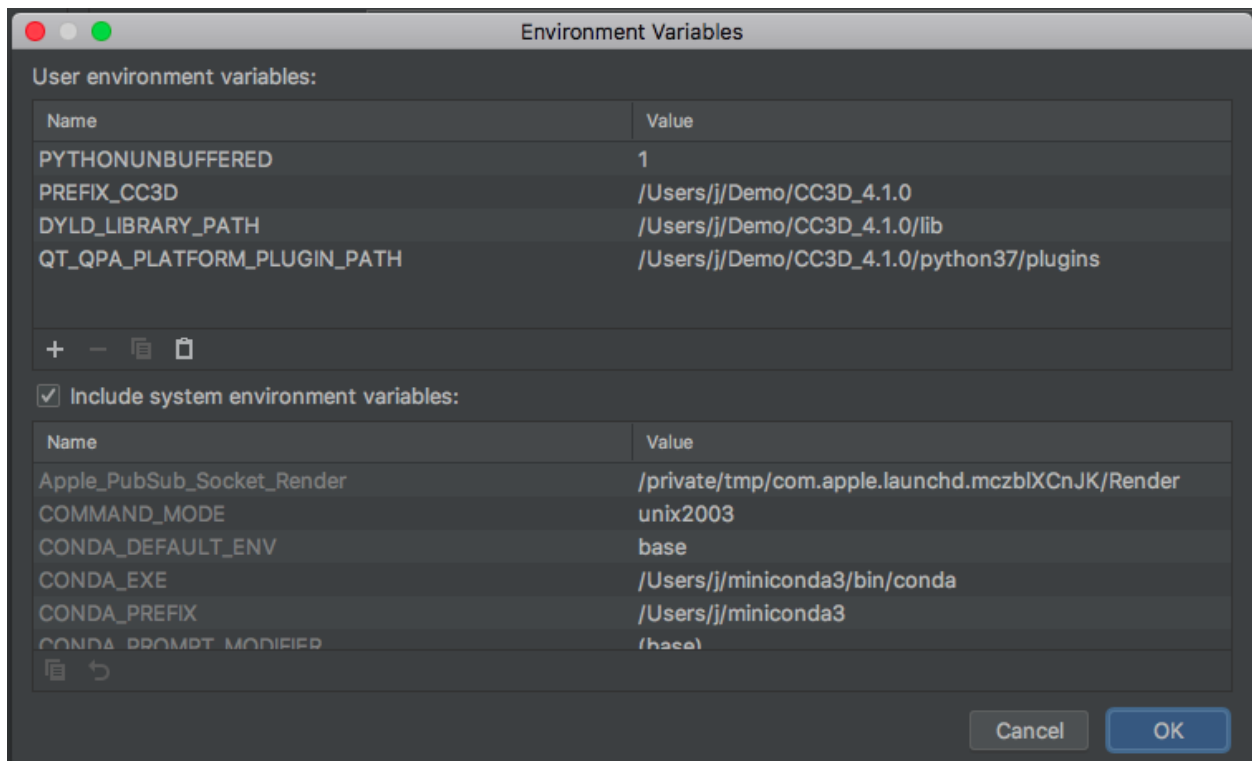 Environment Variables
User environment variables:
Name Value
PYTHONUNBUFFERED 1
PREFIX_CC3D /Users/j/Demo/CC3D_4.1.0
DYLD_LIBRARY_PATH /Users/j/Demo/CC3D_4.1.0/lib
QT_QPA_PLATFORM_PLUGIN_PATH /Users/j/Demo/CC3D_4.1.0/python37/plugins
Include system environment variables:
Name Value
Apple_PubSub_Socket_Render /private/tmp/com.apple.launchd.mczblXCnJK/Render
COMMAND_MODE unix2003
CONDA_DEFAULT_ENV base
CONDA_EXE /Users/j/miniconda3/bin/conda
CONDA_PREFIX /Users/j/miniconda3
CONDA_PROMPT_MODIFIER (base)
Cancel OK